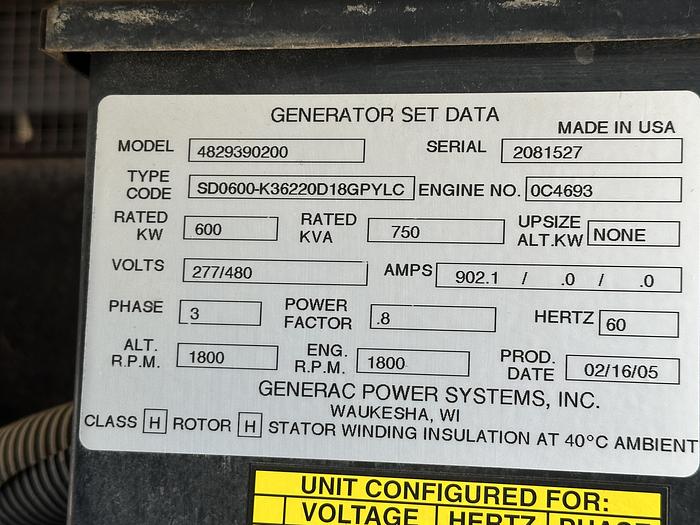 GENERATOR SET DATA
MADE IN USA
MODEL 4829390200 SERIAL 2081527
TYPE CODE SD0600-K36220D18GPYLC ENGINE NO. 0C4693
RATED KW 600 RATED KVA 750 UPSIZE ALT.KW NONE
VOLTS 277/480 AMPS 902.1 / .0 / .0
PHASE 3 POWER FACTOR .8 HERTZ 60
ALT. R.P.M. 1800 ENG. R.P.M. 1800 PROD. DATE 02/16/05
GENERAC POWER SYSTEMS, INC.
WAUKESHA, WI
CLASS H ROTOR H STATOR WINDING INSULATION AT 40°C AMBIENT
UNIT CONFIGURED FOR:
VOLTAGE HERTZ PHASE